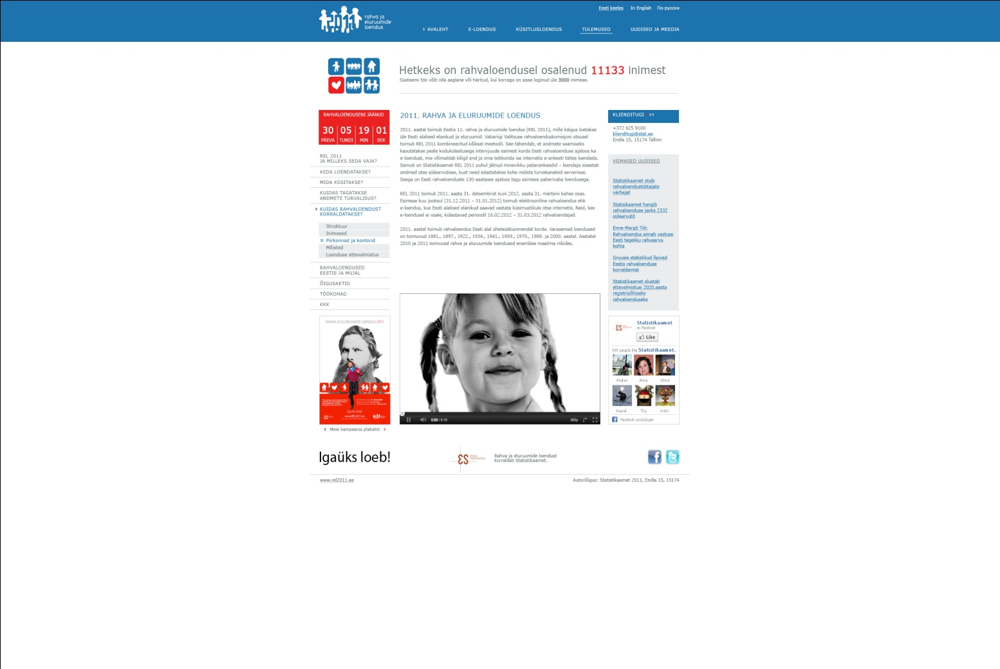 Eesti keeles In English По-русски
2011 rahva ja
eluruumide
loendus
› AVALEHT E-LOENDUS KÜSITLUSLOENDUS TULEMUSED UUDISED JA MEEDIA
Hetkeks on rahvaloendusel osalenud 11133 inimest
Süsteemi töö võib olla aeglane või häiritud, kui korraga on sisse loginud üle 3000 inimese.
RAHVALOENDUSENI JÄÄNUD
30 05 19 01
PÄEVA TUNDI MIN SEK
REL 2011
JA MILLEKS SEDA VAJA?
KEDA LOENDATAKSE?
MIDA KÜSITAKSE?
KUIDAS TAGATAKSE
ANDMETE TURVALISUS?
KUIDAS RAHVALOENDUST
KORRALDATAKSE?
Struktuur
Inimesed
Piirkonnad ja kontorid
Mõisted
Loenduse ettevalmistus
RAHVALOENDUSED
EESTIS JA MUJAL
ÕIGUSAKTID
TÖÖKOHAD
KKK
RAHVA JA ELURUUMIDE LOENDUS 2011
Igaüks loeb!
www.REL2011.ee
Meie kampaania plakatid
2011. RAHVA JA ELURUUMIDE LOENDUS
2011. aastal toimub Eestis 11. rahva ja eluruumide loendus (REL 2011), mille käigus loetakse
üle Eesti alalised elanikud ja eluruumid. Vabariigi Valitsuse rahvaloenduskomisjoni otsusel
toimub REL 2011 kombineeritud kõiksel meetodil. See tähendab, et andmete saamiseks
kasutatakse peale kodukülastusega intervjuude esimest korda Eesti rahvaloenduse ajaloos ka
e-loendust, mis võimaldab kõigil end ja oma leibkonda ise internetis e-ankeeti täites loendada.
Samuti on Statistikaamet REL 2011 puhul jätnud minevikku paberankeedid – loendaja sisestab
andmed otse sülearvutisse, kust need edastatakse kohe mööda turvakanaleid serverisse.
Seega on Eesti rahvaloenduste 130-aastases ajaloos tegu esimese paberivaba loendusega.
REL 2011 toimub 2011. aasta 31. detsembrist kuni 2012. aasta 31. märtsini kahes osas.
Esimese kuu jooksul (31.12.2011 – 31.01.2012) toimub elektrooniline rahvaloendus ehk
e-loendus, kus Eesti alalised elanikud saavad vastata küsimustikule otse internetis. Neid, kes
e-loendusel ei osale, külastavad perioodil 16.02.2012 – 31.03.2012 rahvaloendajad.
2011. aastal toimub rahvaloendus Eesti alal üheteistkümnendat korda. Varasemad loendused
on toimunud 1881., 1897., 1922., 1934., 1941., 1959., 1970., 1989. ja 2000. aastal. Aastatel
2010 ja 2011 toimuvad rahva ja eluruumide loendused enamikes maailma riikides.
0:00 / 5:10 360p
KLIENDITUGI >>
+372 625 9100
klienditugi@stat.ee
Endla 15, 15174 Tallinn
VIIMASED UUDISED
Statistikaamet otsib
rahvaloendustöötajate
värbajat
Statisikaamet hangib
rahvaloenduse jaoks 2332
sülearvutit
Enne-Margit Tiit:
Rahvaloendus annab vastuse
Eesti tegeliku rahvaarvu
kohta
Gruusia statistikud õpivad
Eestis rahvaloenduse
korraldamist
Statistikaamet alustab
ettevalmistusi 2020.aasta
registripõhiseks
rahvaloenduseks
Statistikaamet
on Facebook
Like
549 people like Statistikaamet.
Andres Anna Viktor
Kaarel Tiia Kristi
Facebook social plugin
Igaüks loeb!
Rahva ja eluruumide loendust
korraldab Statistikaamet.
www.rel2011.ee
Autoriõigus: Statistikaamet 2011, Endla 15, 15174